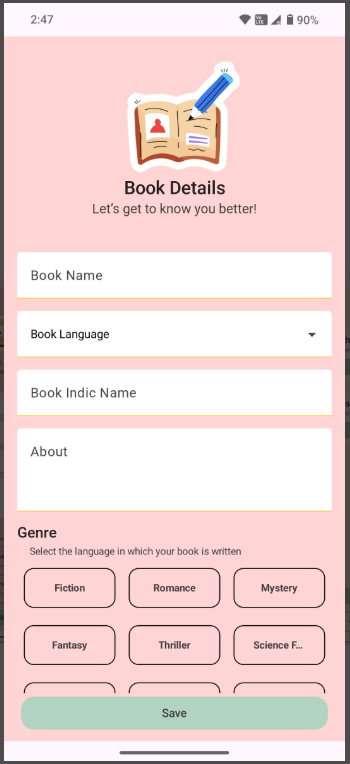 2:47
90%
Book Details
Let's get to know you better!
Book Name
Book Language
Book Indic Name
About
Genre
Select the language in which your book is written
Fiction
Romance
Mystery
Fantasy
Thriller
Science F...
Save